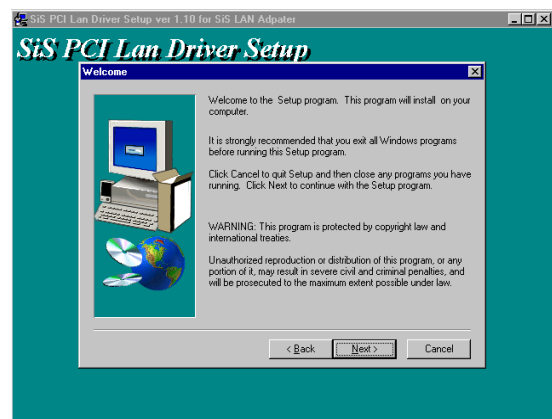 SiS PCI Lan Driver Setup ver 1.10 for SiS LAN Adpater
SiS PCI Lan Driver Setup
Welcome
Welcome to the Setup program. This program will install on your
computer.
It is strongly recommended that you exit all Windows programs
before running this Setup program.
Click Cancel to quit Setup and then close any programs you have
running. Click Next to continue with the Setup program.
WARNING: This program is protected by copyright law and
international treaties.
Unauthorized reproduction or distribution of this program, or any
portion of it, may result in severe civil and criminal penalties, and
will be prosecuted to the maximum extent possible under law.
< Back Next > Cancel